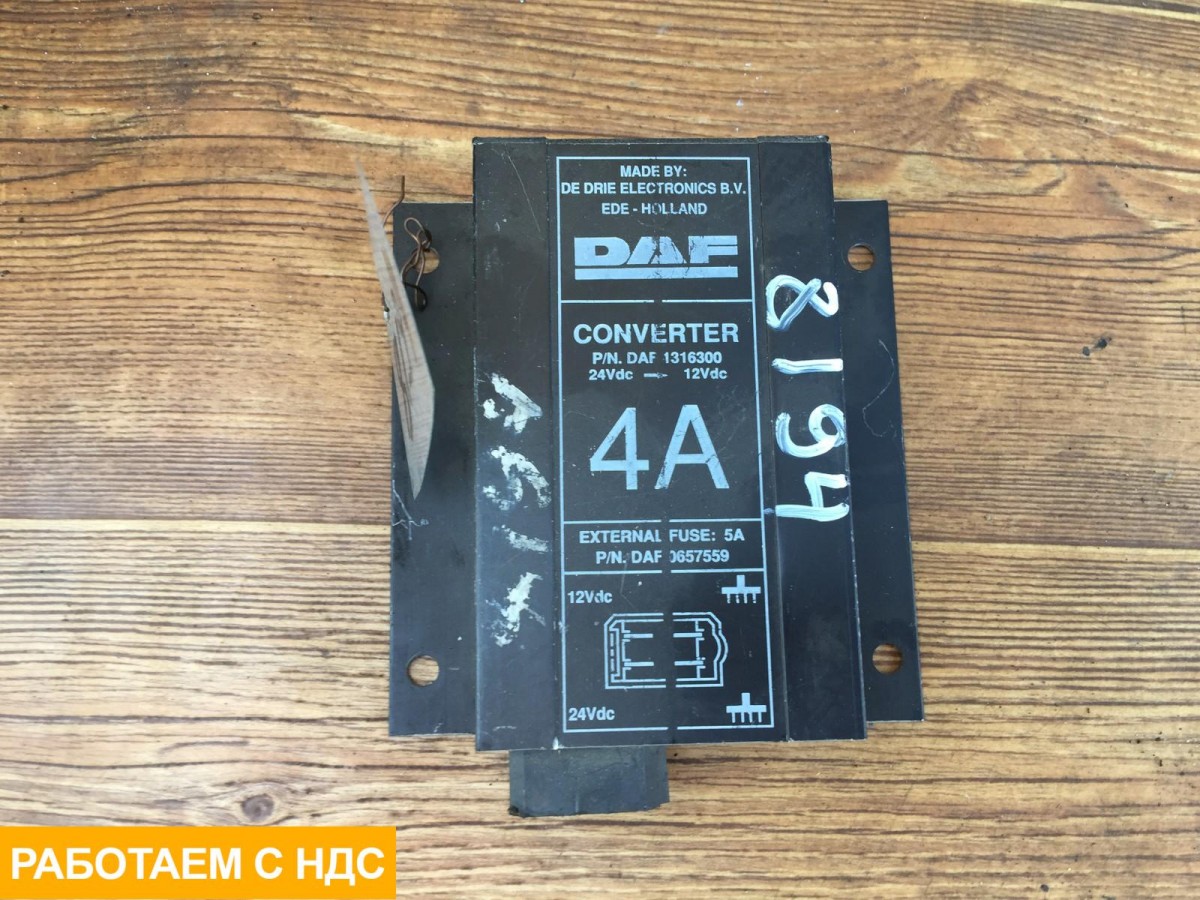 MADE BY:
DE DRIE ELECTRONICS B.V.
EDE - HOLLAND
DAF
CONVERTER
P/N. DAF 1316300
24Vdc → 12Vdc
4A
EXTERNAL FUSE: 5A
P/N. DAF 0657559
12Vdc
24Vdc
8194
РАБОТАЕМ С НДС